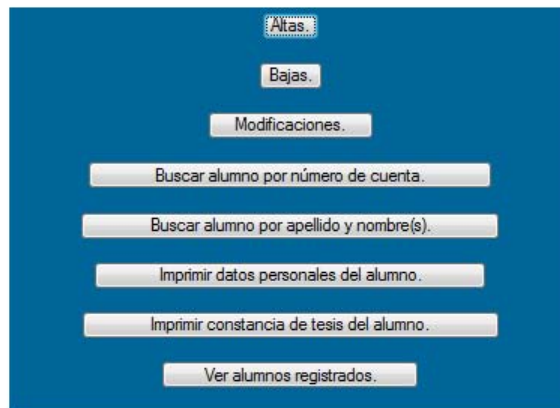 Altas.
Bajas.
Modificaciones.
Buscar alumno por número de cuenta.
Buscar alumno por apellido y nombre(s).
Imprimir datos personales del alumno.
Imprimir constancia de tesis del alumno.
Ver alumnos registrados.